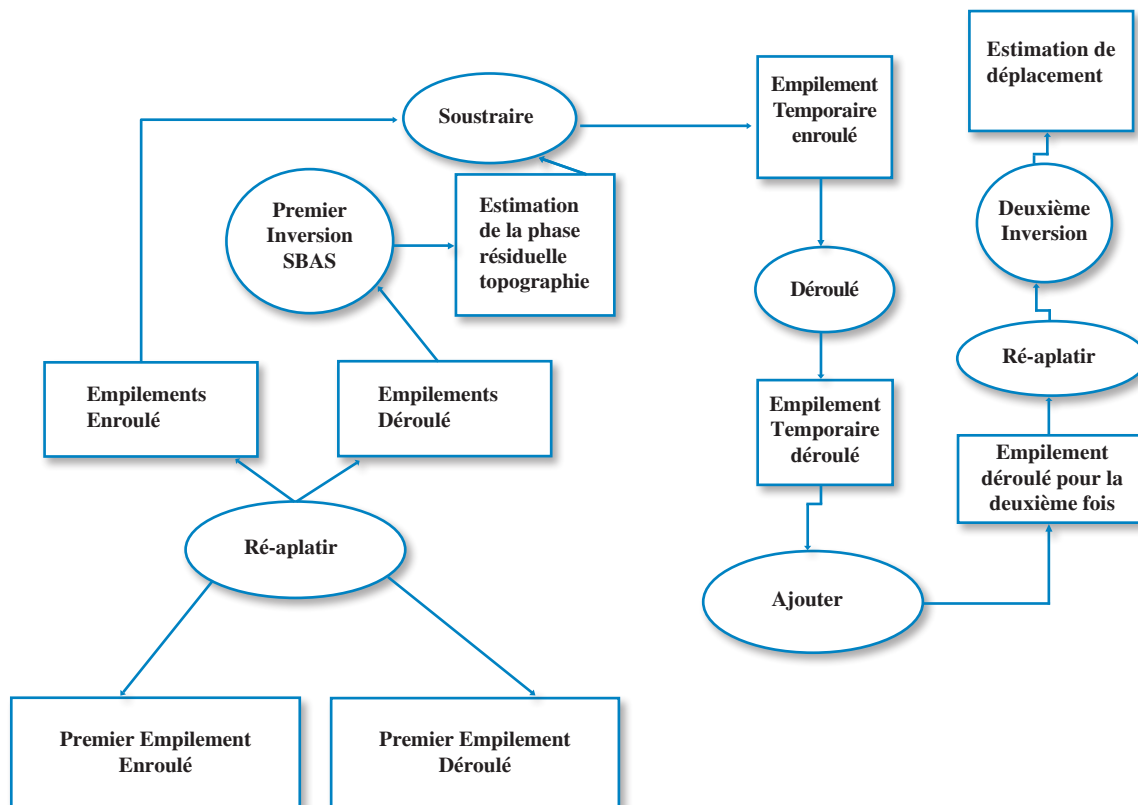 Estimation de
déplacement
Soustraire
Empilement
Temporaire
enroulé
Premier
Inversion
SBAS
Estimation
de la phase
résiduelle
topographie
Deuxième
Inversion
Déroulé
Ré-aplatir
Empilements
Enroulé
Empilements
Déroulé
Empilement
Temporaire
déroulé
Empilement
déroulé pour la
deuxième fois
Ré-aplatir
Ajouter
Premier Empilement
Enroulé
Premier Empilement
Déroulé